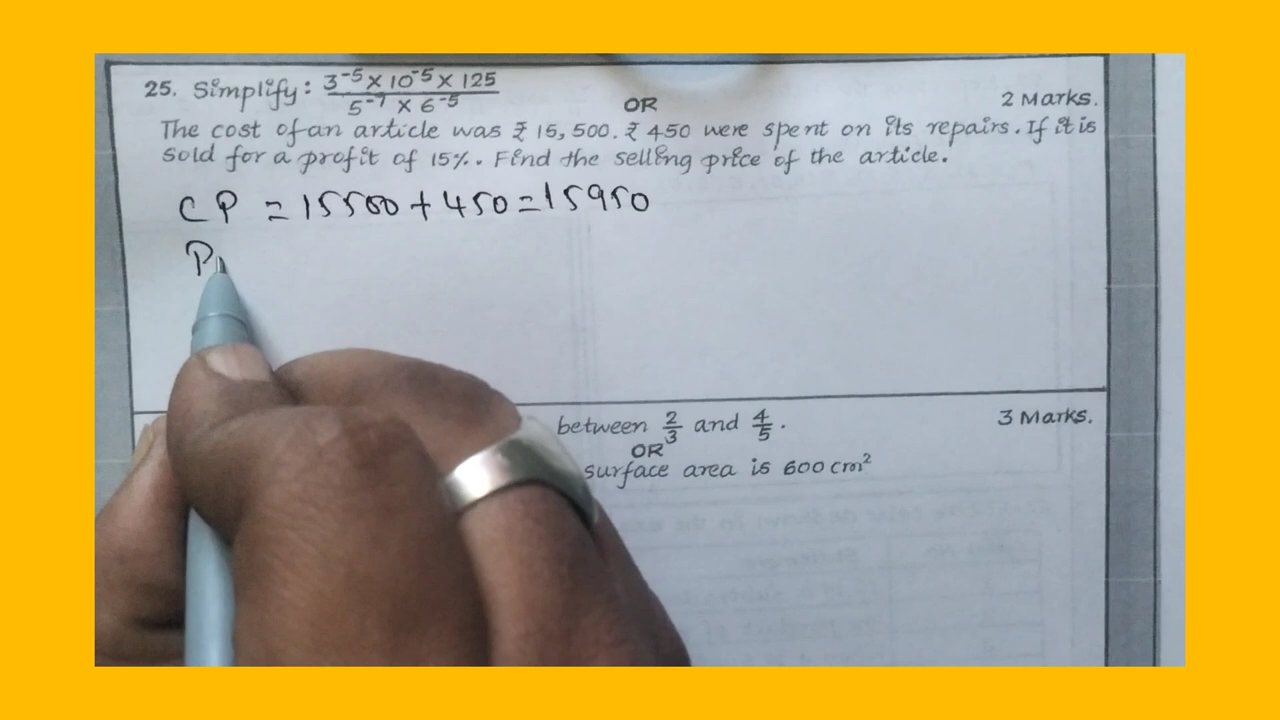 25. Simplify: 3⁻⁵ × 10⁻⁵ × 125 / 5⁻⁷ × 6⁻⁵
OR
2 Marks.
The cost of an article was ₹ 15,500. ₹ 450 were spent on its repairs. If it is
sold for a profit of 15%. Find the selling price of the article.
CP = 15500 + 450 = 15950
P
between 2/3 and 4/5.
3 Marks.
OR
surface area is 600 cm²